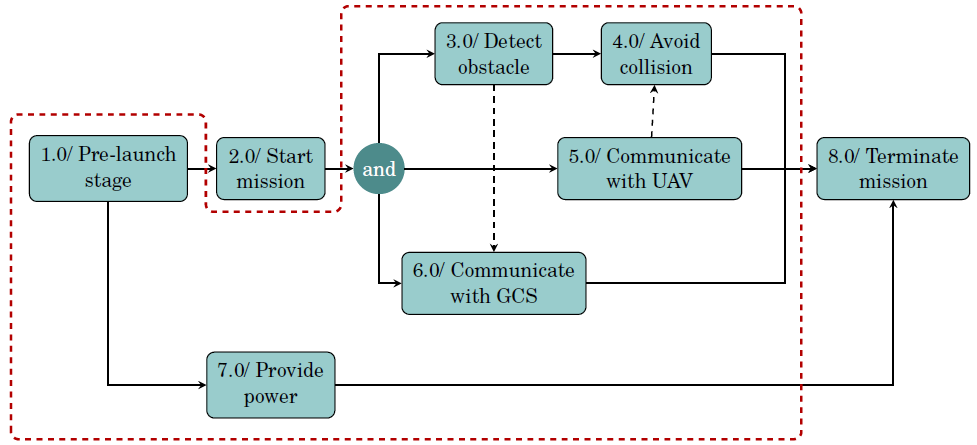 3.0/ Detect
obstacle
4.0/ Avoid
collision
1.0/ Pre-launch
stage
2.0/ Start
mission
and
5.0/ Communicate
with UAV
8.0/ Terminate
mission
6.0/ Communicate
with GCS
7.0/ Provide
power